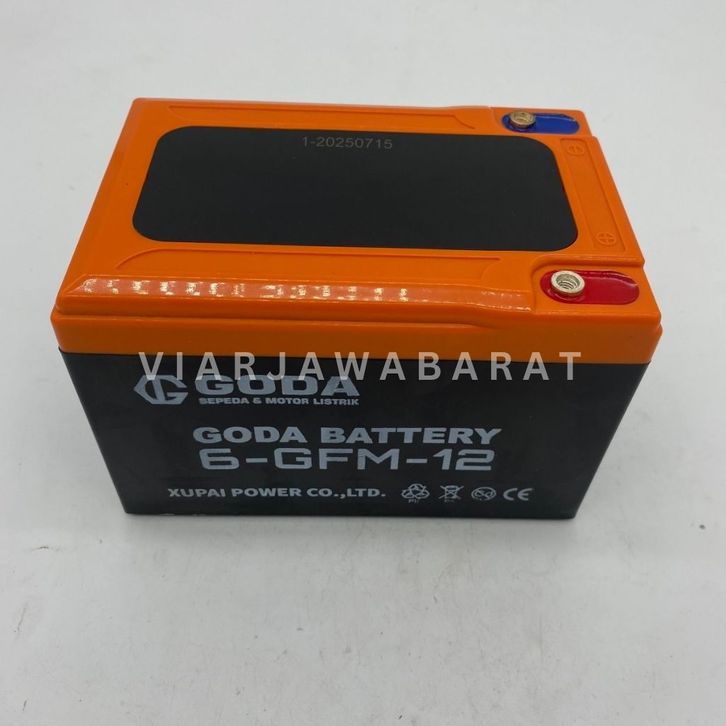 1-20250715
VIARJAWABARAT
GODA
SEPEDA & MOTOR LISTRIK
GODA BATTERY
6-GFM-12
XUPAI POWER CO.,LTD.
CE